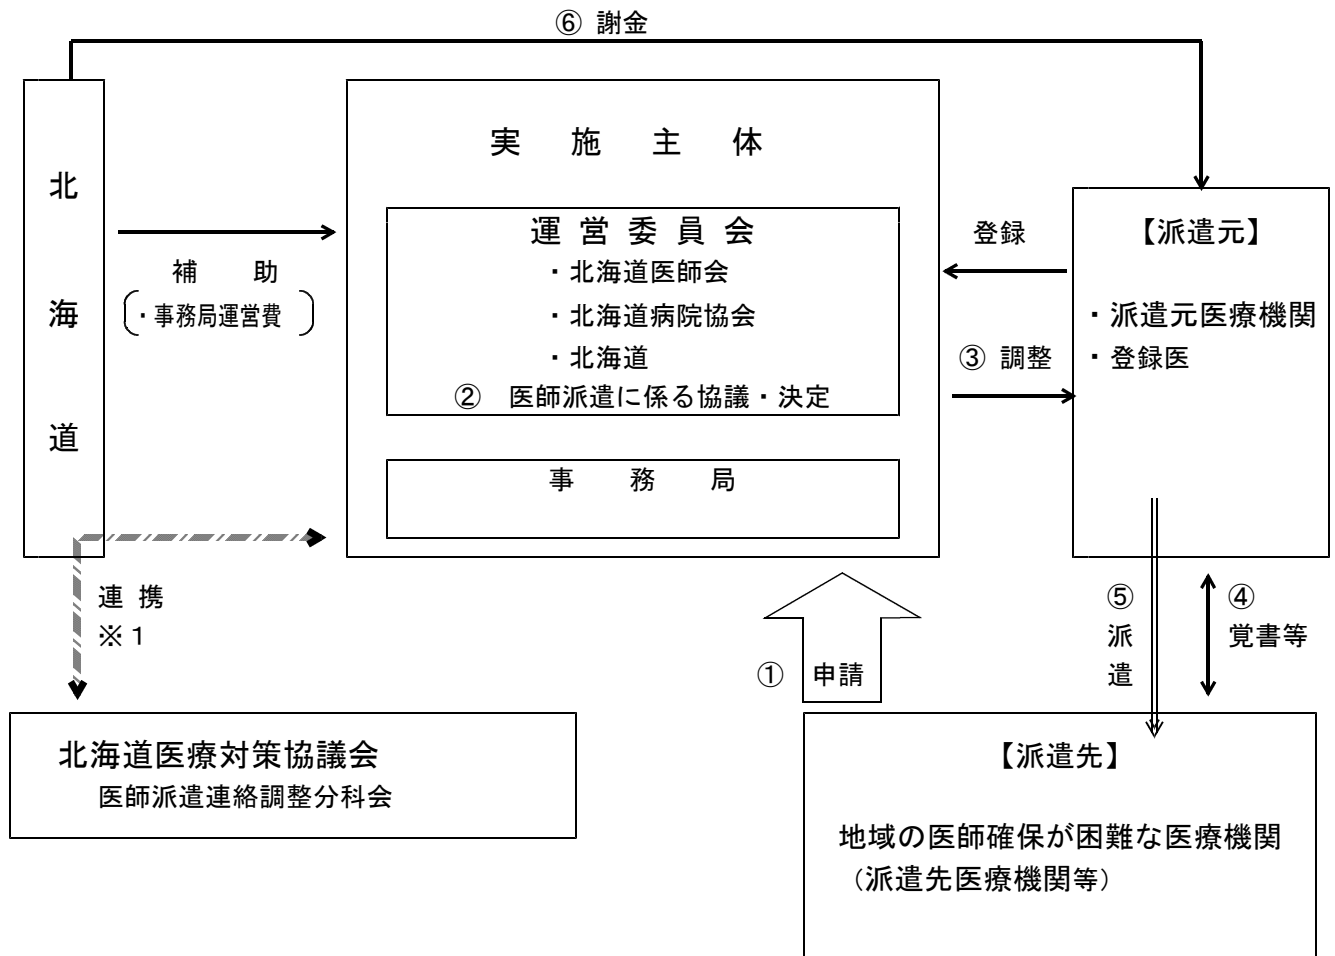 ⑥ 謝金
北海道
補　　助
・事務局運営費
連 携
※１
実　施　主　体
運 営 委 員 会
・北海道医師会
・北海道病院協会
・北海道
②　医師派遣に係る協議・決定
事　務　局
登録
③ 調整
【派遣元】
・派遣元医療機関
・登録医
① 申請
⑤
派
遣
④
覚書等
北海道医療対策協議会
医師派遣連絡調整分科会
【派遣先】
地域の医師確保が困難な医療機関
（派遣先医療機関等）